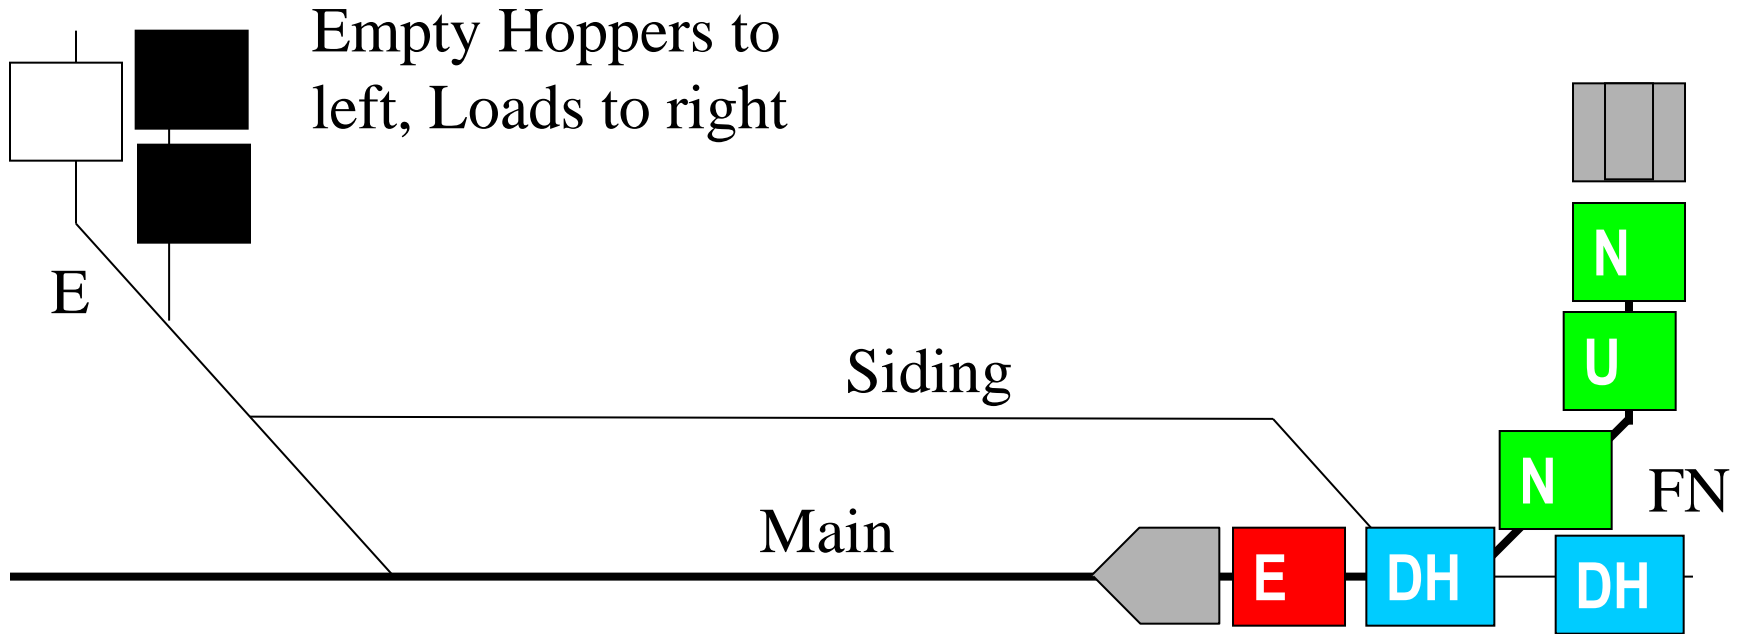 Empty Hoppers to
left, Loads to right
N
E
U
Siding
N
FN
Main
E
DH
DH